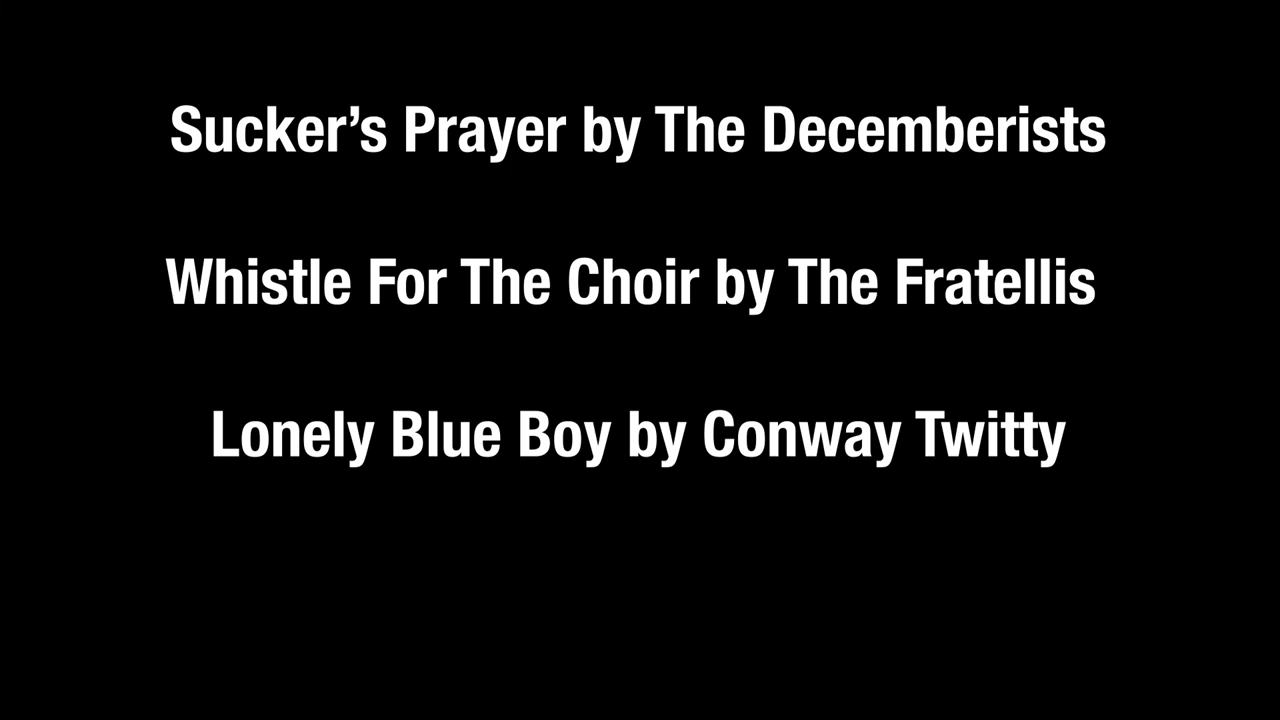 Sucker’s Prayer by The Decemberists
Whistle For The Choir by The Fratellis
Lonely Blue Boy by Conway Twitty